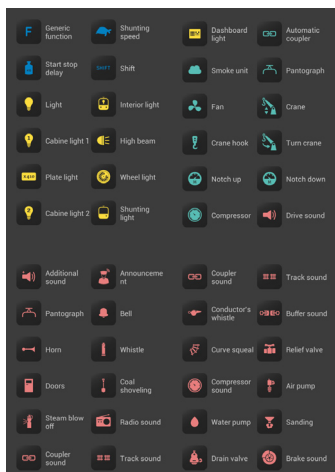 F
Generic
function
Shunting
speed
Dashboard
light
Automatic
coupler
Start stop
delay
SHIFT
Shift
Smoke unit
Pantograph
Light
Interior light
Fan
Crane
1
Cabine light 1
High beam
Crane hook
Turn crane
Plate light
Wheel light
Notch up
Notch down
2
Cabine light 2
Shunting
light
Compressor
Drive sound
Additional
sound
Announceme
nt
Coupler
sound
Track sound
Pantograph
Bell
Conductor's
whistle
Buffer sound
Horn
Whistle
Curve squeal
Relief valve
Doors
Coal
shoveling
Compressor
sound
Air pump
Steam blow
off
Radio sound
Water pump
Sanding
Coupler
sound
Track sound
Drain valve
Brake sound